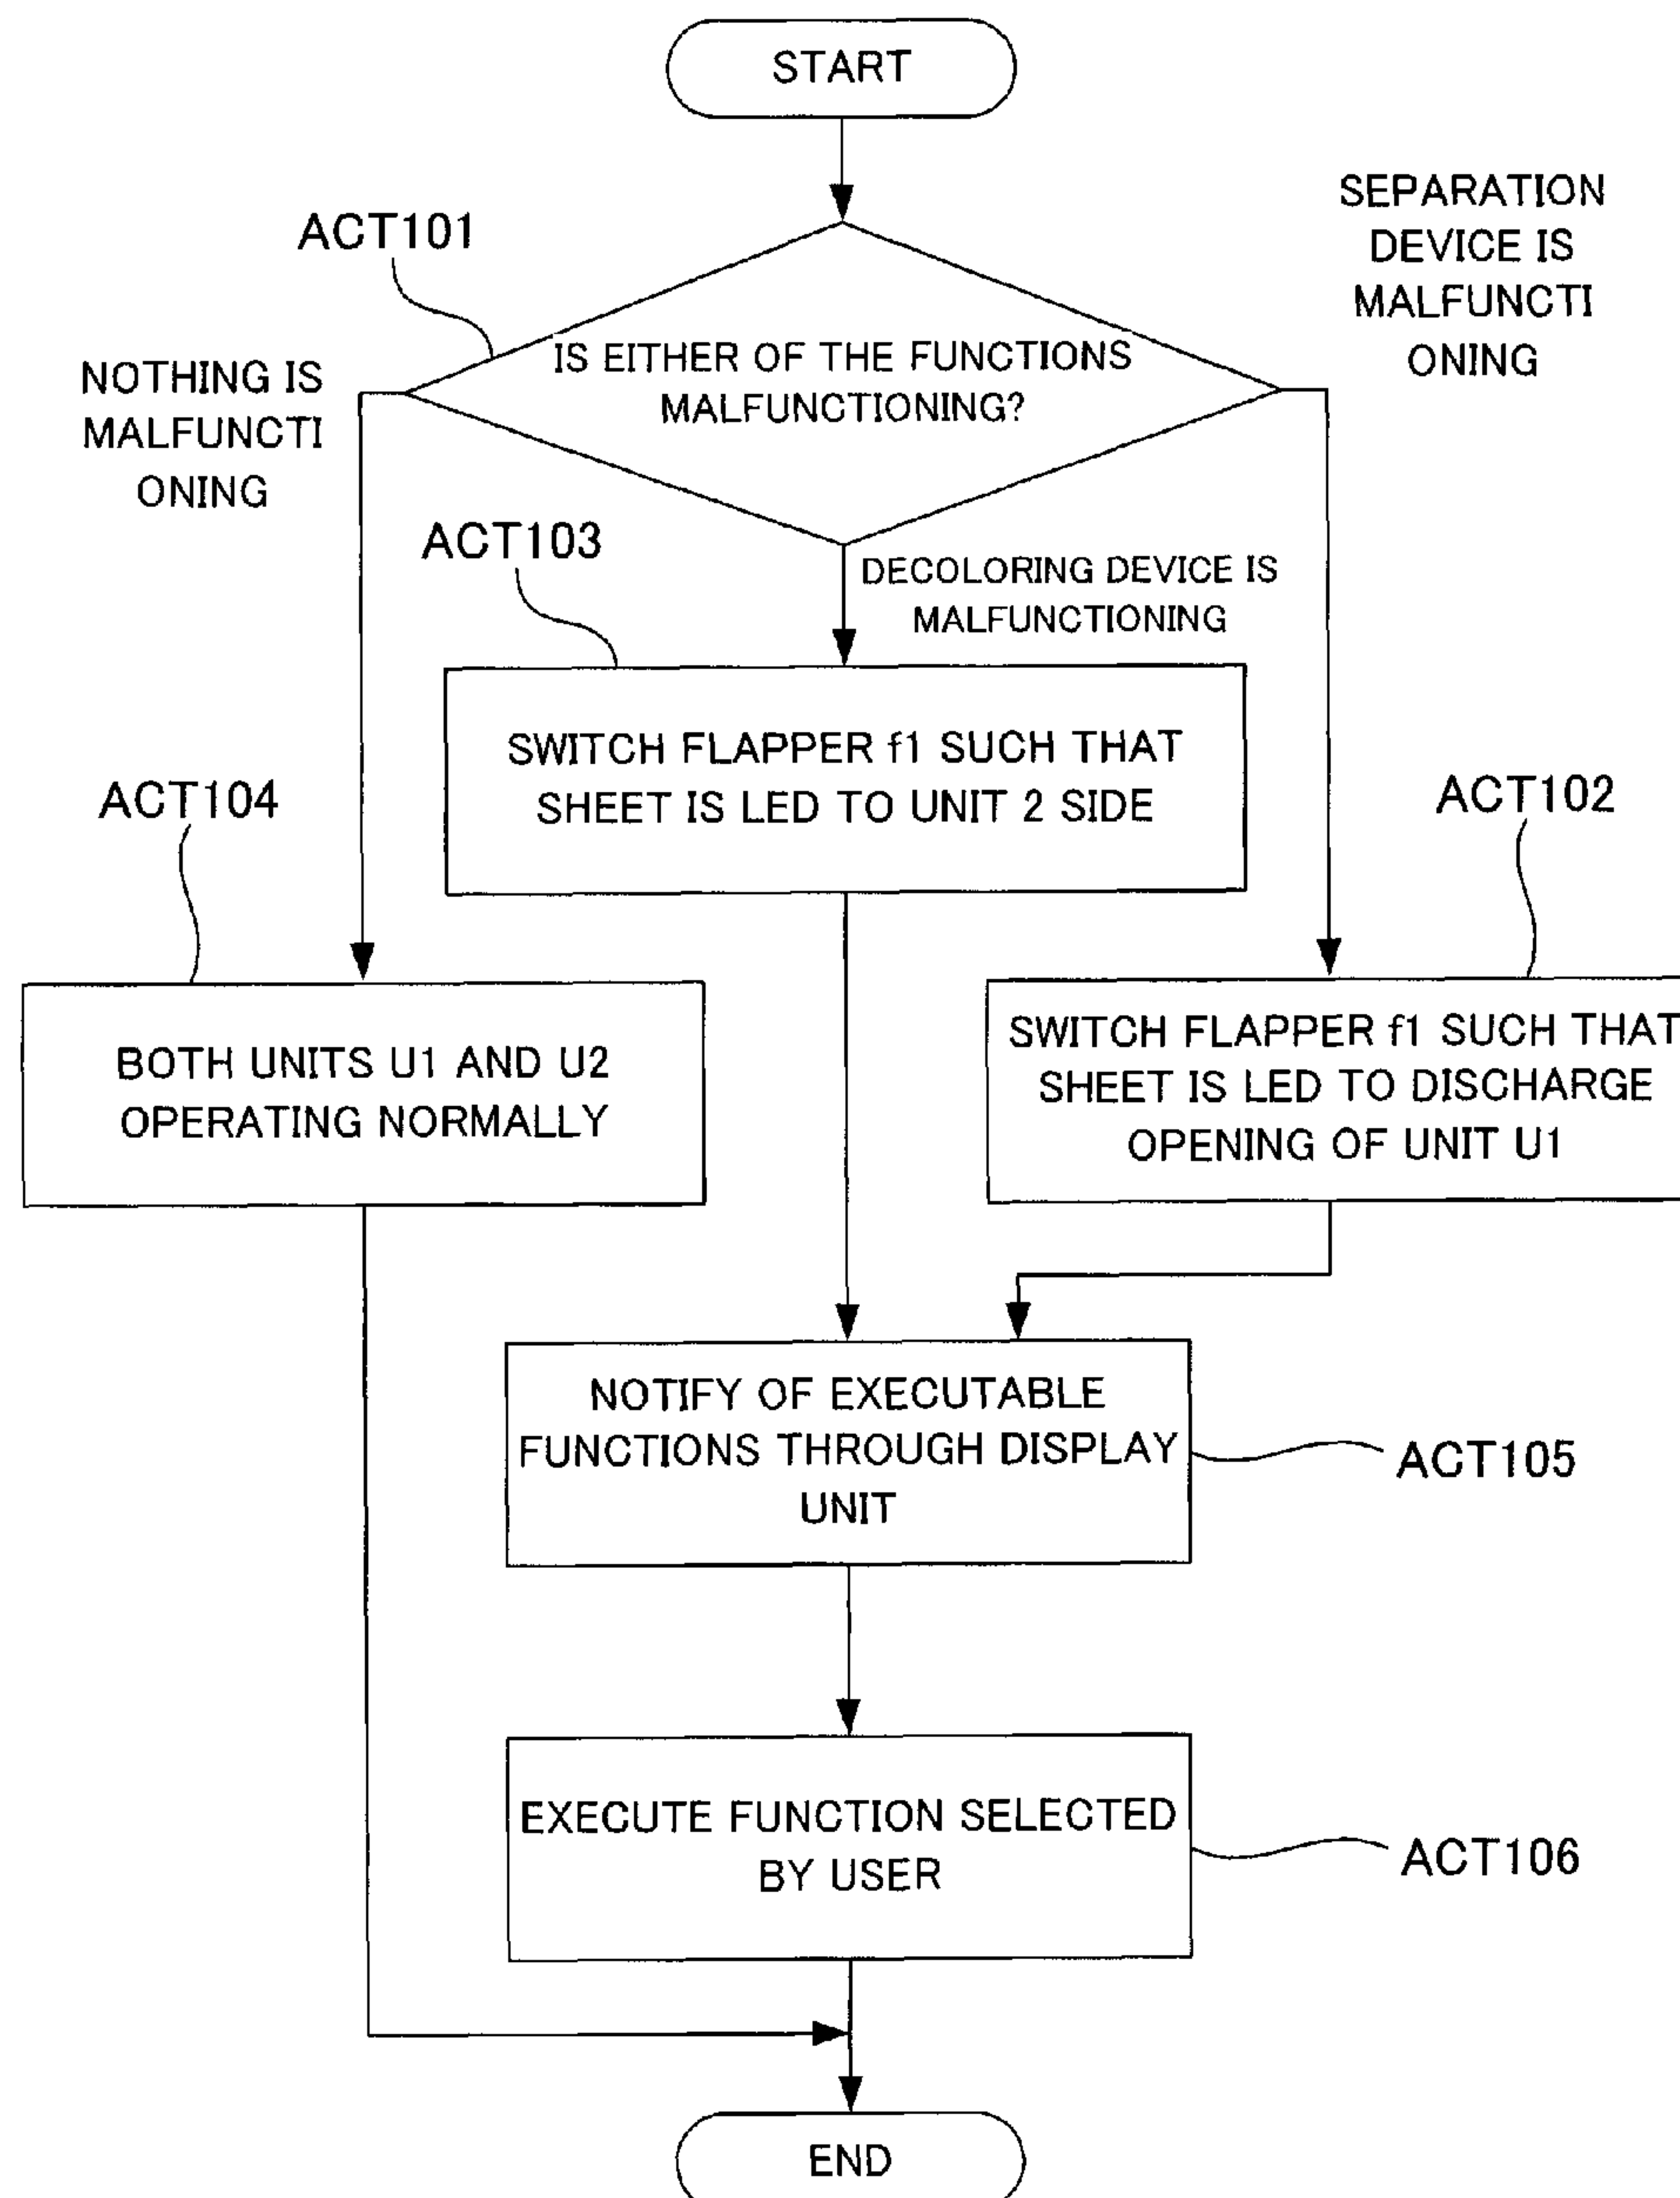 START
ACT101
SEPARATION
DEVICE IS
MALFUNCTI
ONING
IS EITHER OF THE FUNCTIONS
MALFUNCTIONING?
NOTHING IS
MALFUNCTI
ONING
ACT103
DECOLORING DEVICE IS
MALFUNCTIONING
SWITCH FLAPPER f1 SUCH THAT
SHEET IS LED TO UNIT 2 SIDE
ACT104
ACT102
BOTH UNITS U1 AND U2
OPERATING NORMALLY
SWITCH FLAPPER f1 SUCH THAT
SHEET IS LED TO DISCHARGE
OPENING OF UNIT U1
NOTIFY OF EXECUTABLE
FUNCTIONS THROUGH DISPLAY
UNIT
ACT105
EXECUTE FUNCTION SELECTED
BY USER
ACT106
END